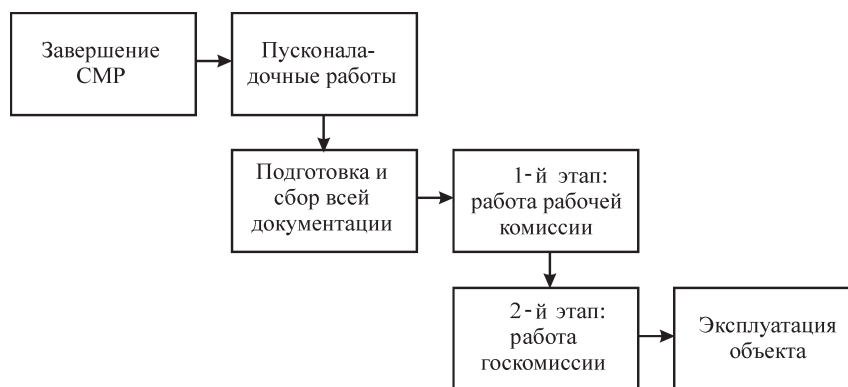 Завершение
СМР
Пусконала-
дочные работы
Подготовка и
сбор всей
документации
1-й этап:
работа рабочей
комиссии
2-й этап:
работа
госкомиссии
Эксплуатация
объекта